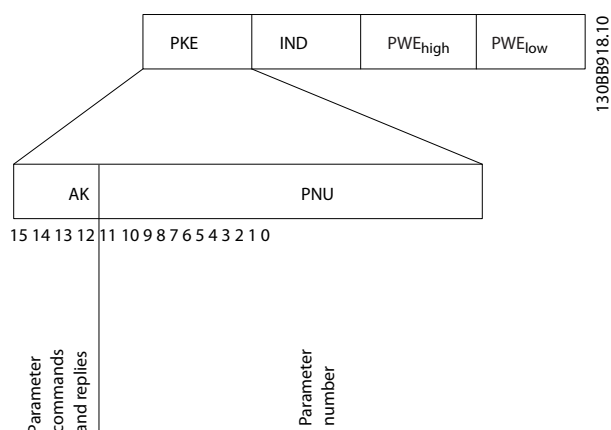 PKE IND PWEhigh PWElow
130BB918.10
AK PNU
15 14 13 12 11 10 9 8 7 6 5 4 3 2 1 0
Parameter
commands
and replies
Parameter
number